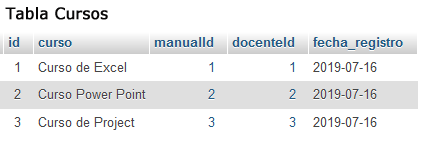 Tabla Cursos
id curso manualId docenteId fecha_registro
1 Curso de Excel 1 1 2019-07-16
2 Curso Power Point 2 2 2019-07-16
3 Curso de Project 3 3 2019-07-16